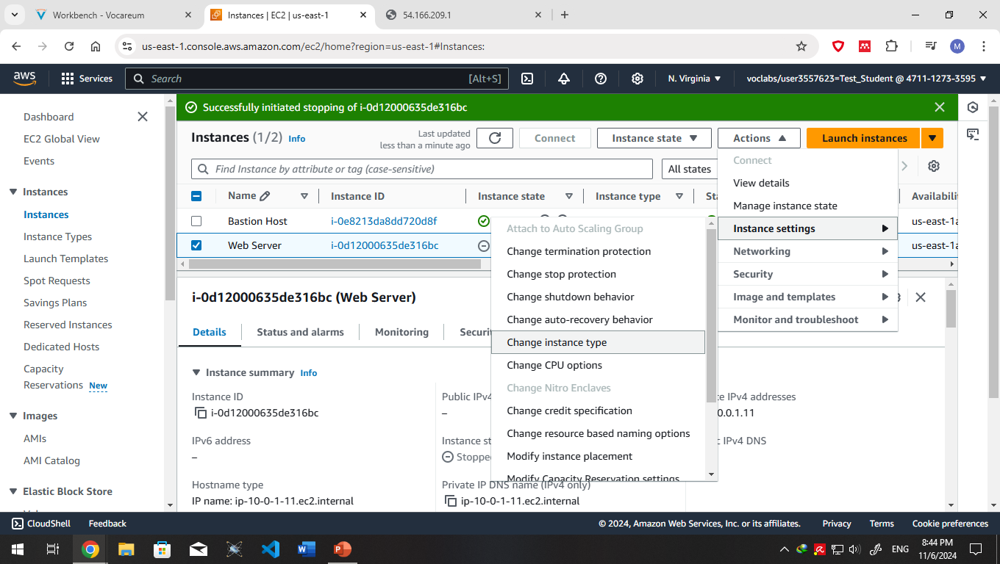 Workbench - Vocareum
Instances | EC2 | us-east-1
54.166.209.1
us-east-1.console.aws.amazon.com/ec2/home?region=us-east-1#Instances:
M
aws
Services
Search
[Alt+S]
N. Virginia
voclabs/user3557623=Test_Student @ 4711-1273-3595
Dashboard
EC2 Global View
Events
Instances
Instances
Instance Types
Launch Templates
Spot Requests
Savings Plans
Reserved Instances
Dedicated Hosts
Capacity
Reservations New
Images
AMIs
AMI Catalog
Elastic Block Store
Successfully initiated stopping of i-0d12000635de316bc
Instances (1/2) Info
Last updated
less than a minute ago
Connect
Instance state
Actions
Launch instances
Find Instance by attribute or tag (case-sensitive)
All states
Name
Instance ID
Instance state
Instance type
Sta
Availabili
Bastion Host
i-0e8213da8dd720d8f
us-east-1a
Web Server
i-0d12000635de316bc
us-east-1a
Connect
View details
Manage instance state
Instance settings
Networking
Security
Image and templates
Monitor and troubleshoot
Attach to Auto Scaling Group
Change termination protection
Change stop protection
Change shutdown behavior
Change auto-recovery behavior
Change instance type
Change CPU options
Change Nitro Enclaves
Change credit specification
Change resource based naming options
Modify instance placement
Modify Capacity Reservation settings
i-0d12000635de316bc (Web Server)
Details
Status and alarms
Monitoring
Securit
Instance summary Info
Instance ID
i-0d12000635de316bc
Public IPv4
–
e IPv4 addresses
0.0.1.11
IPv6 address
–
Instance st
Stopped
c IPv4 DNS
Hostname type
IP name: ip-10-0-1-11.ec2.internal
Private IP DNS name (IPv4 only)
ip-10-0-1-11.ec2.internal
CloudShell
Feedback
© 2024, Amazon Web Services, Inc. or its affiliates.
Privacy
Terms
Cookie preferences
ENG
8:44 PM
11/6/2024